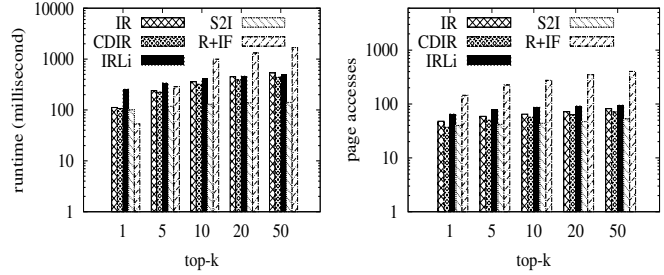 IR
CDIR
IRLi
S2I
R+IF
10000
1000
100
10
1
runtime (millisecond)
1 5 10 20 50
top-k
IR
CDIR
IRLi
S2I
R+IF
1000
100
10
1
page accesses
1 5 10 20 50
top-k